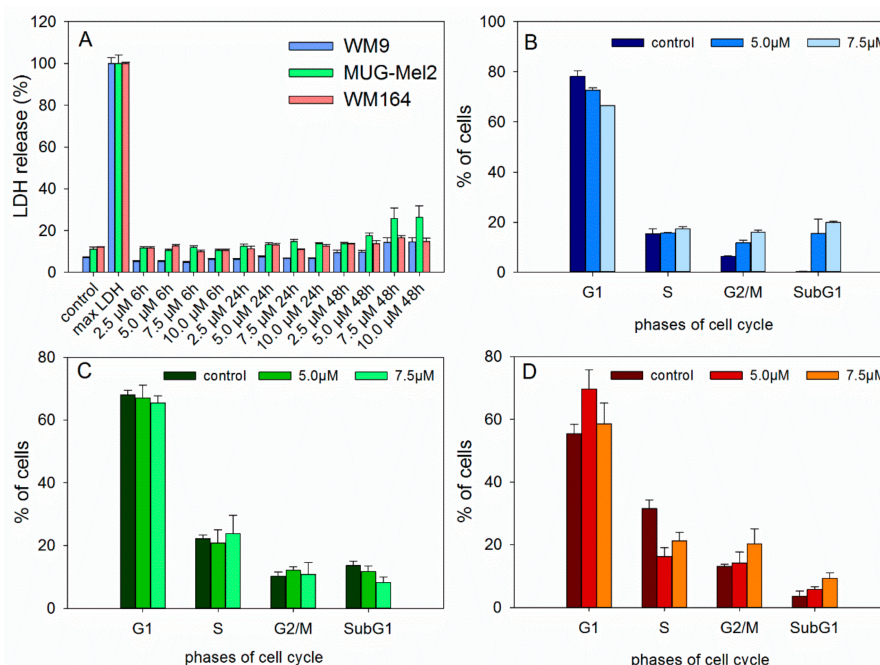 A
WM9
MUG-Mel2
WM164
LDH release (%)
120
100
80
60
40
20
0
control
max LDH
2.5 µM 6h
5.0 µM 6h
7.5 µM 6h
10.0 µM 6h
2.5 µM 24h
5.0 µM 24h
7.5 µM 24h
10.0 µM 24h
2.5 µM 48h
5.0 µM 48h
7.5 µM 48h
10.0 µM 48h
B
control 5.0µM 7.5µM
% of cells
100
80
60
40
20
0
G1 S G2/M SubG1
phases of cell cycle
C
control 5.0µM 7.5µM
% of cells
80
60
40
20
0
G1 S G2/M SubG1
phases of cell cycle
D
control 5.0µM 7.5µM
% of cells
80
60
40
20
0
G1 S G2/M SubG1
phases of cell cycle